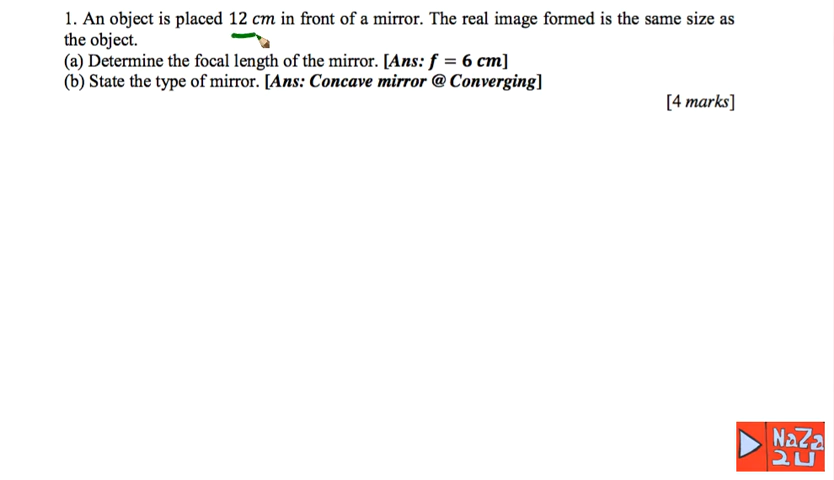 1. An object is placed 12 cm in front of a mirror. The real image formed is the same size as
the object.
(a) Determine the focal length of the mirror. [Ans: f = 6 cm]
(b) State the type of mirror. [Ans: Concave mirror @ Converging]
[4 marks]
NaZa
2U